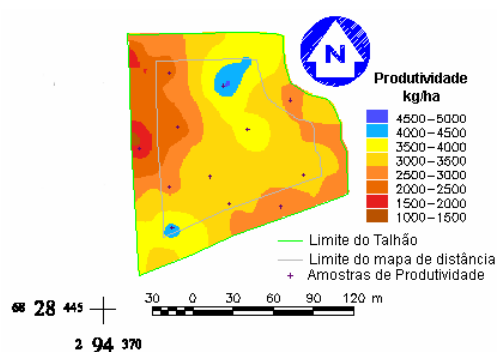 N
Produtividade
kg/ha
4500-5000
4000-4500
3500-4000
3000-3500
2500-3000
2000-2500
1500-2000
1000-1500
Limite do Talhão
Limite do mapa de distância
Amostras de Produtividade
68 28 445
30 0 30 60 90 120 m
2 94 370